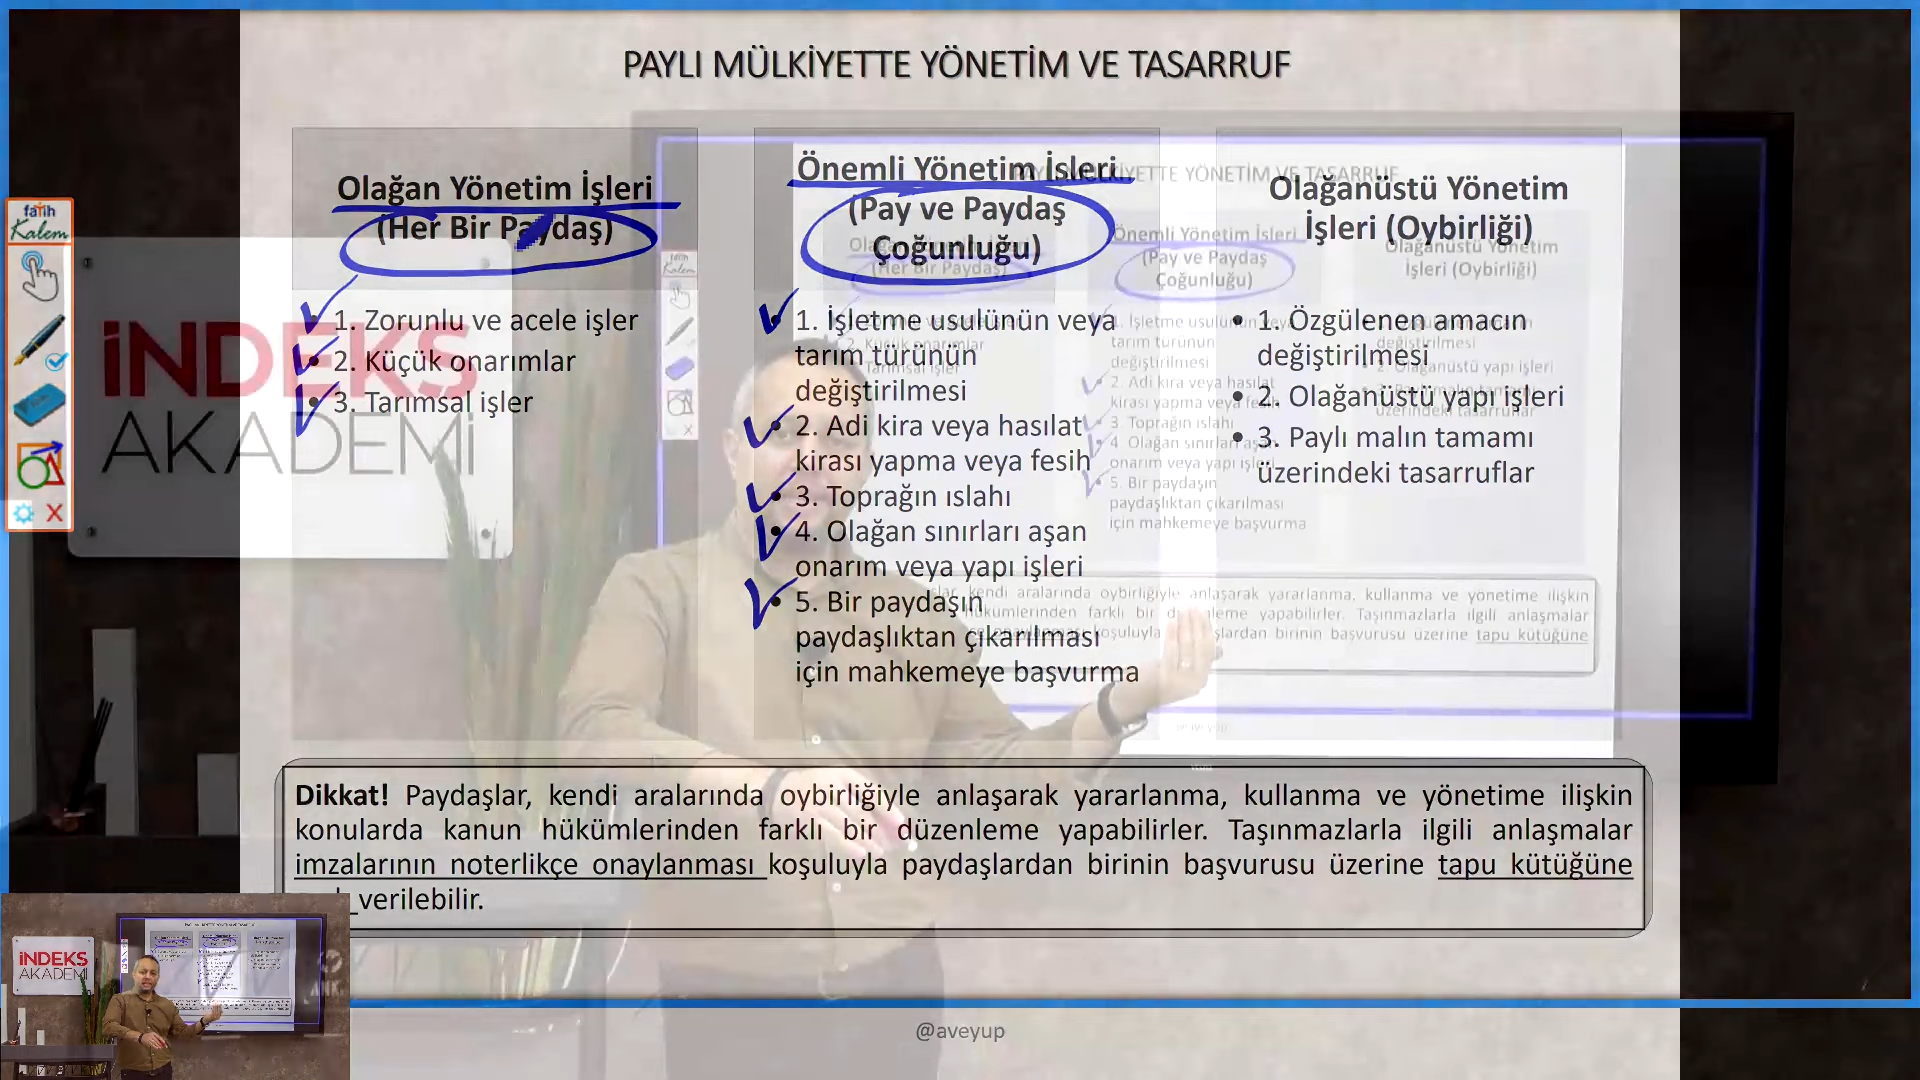 PAYLI MÜLKİYETTE YÖNETİM VE TASARRUF
Olağan Yönetim İşleri
(Her Bir Paydaş)
1. Zorunlu ve acele işler
2. Küçük onarımlar
3. Tarımsal işler
Önemli Yönetim İşleri
(Pay ve Paydaş
Çoğunluğu)
1. İşletme usulünün veya
tarım türünün
değiştirilmesi
2. Adi kira veya hasılat
kirası yapma veya fesih
3. Toprağın ıslahı
4. Olağan sınırları aşan
onarım veya yapı işleri
5. Bir paydaşın
paydaşlıktan çıkarılması
için mahkemeye başvurma
Olağanüstü Yönetim
İşleri (Oybirliği)
1. Özgülenen amacın
değiştirilmesi
2. Olağanüstü yapı işleri
3. Paylı malın tamamı
üzerindeki tasarruflar
Dikkat! Paydaşlar, kendi aralarında oybirliğiyle anlaşarak yararlanma, kullanma ve yönetime ilişkin
konularda kanun hükümlerinden farklı bir düzenleme yapabilirler. Taşınmazlarla ilgili anlaşmalar
imzalarının noterlikçe onaylanması koşuluyla paydaşlardan birinin başvurusu üzerine tapu kütüğüne
verilebilir.
@aveyup
fatih
Kalem
İNDEKS
AKADEMİ
İNDEKS
AKADEMİ